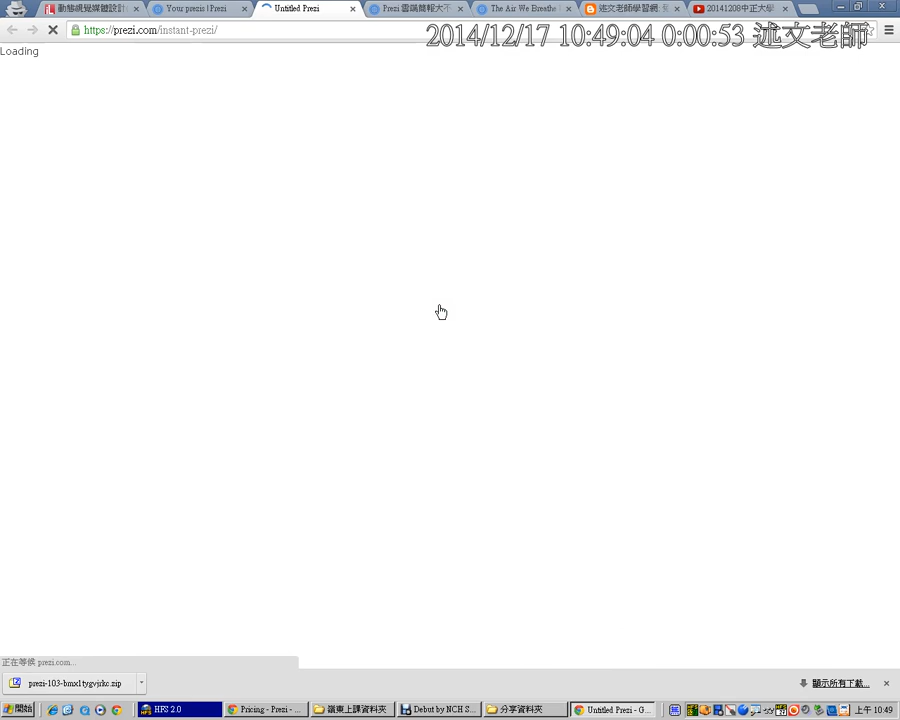 動態視覺媒體設計
Your prezis | Prezi
Untitled Prezi
Prezi 雲端簡報大不
The Air We Breathe
述文老師學習網:
20141208中正大學
https://prezi.com/instant-prezi/
2014/12/17 10:49:04 0:00:53 述文老師
Loading
正在等候 prezi.com...
prezi-103-bmx1tygvjrkc.zip
顯示所有下載...
開始
HFS 2.0
Pricing - Prezi - ...
嶺東上課資料夾
Debut by NCH S...
分享資料夾
Untitled Prezi - G...
上午 10:49